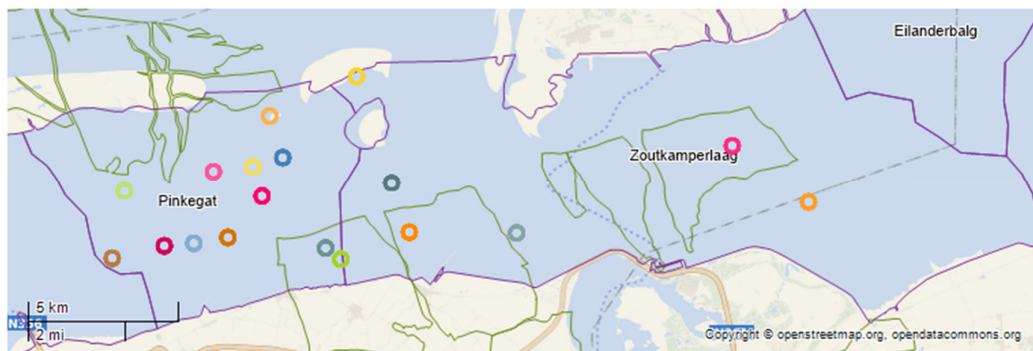 Eilanderbalg
Zoutkamperlaag
Pinkegat
5 km
2 mi
Copyright © openstreetmap.org, opendatacommons.org